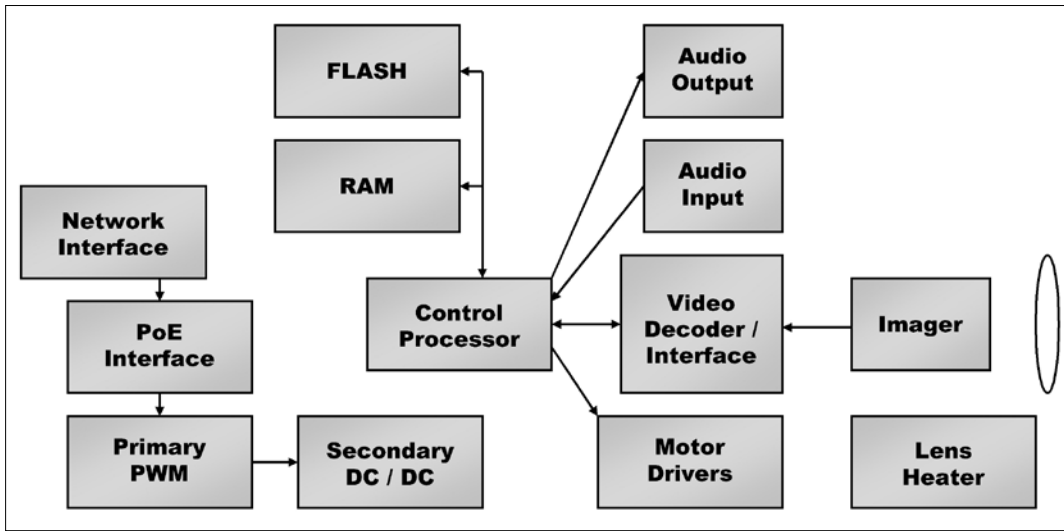 FLASH
Audio
Output
RAM
Audio
Input
Network
Interface
Control
Processor
Video
Decoder /
Interface
Imager
PoE
Interface
Primary
PWM
Secondary
DC / DC
Motor
Drivers
Lens
Heater